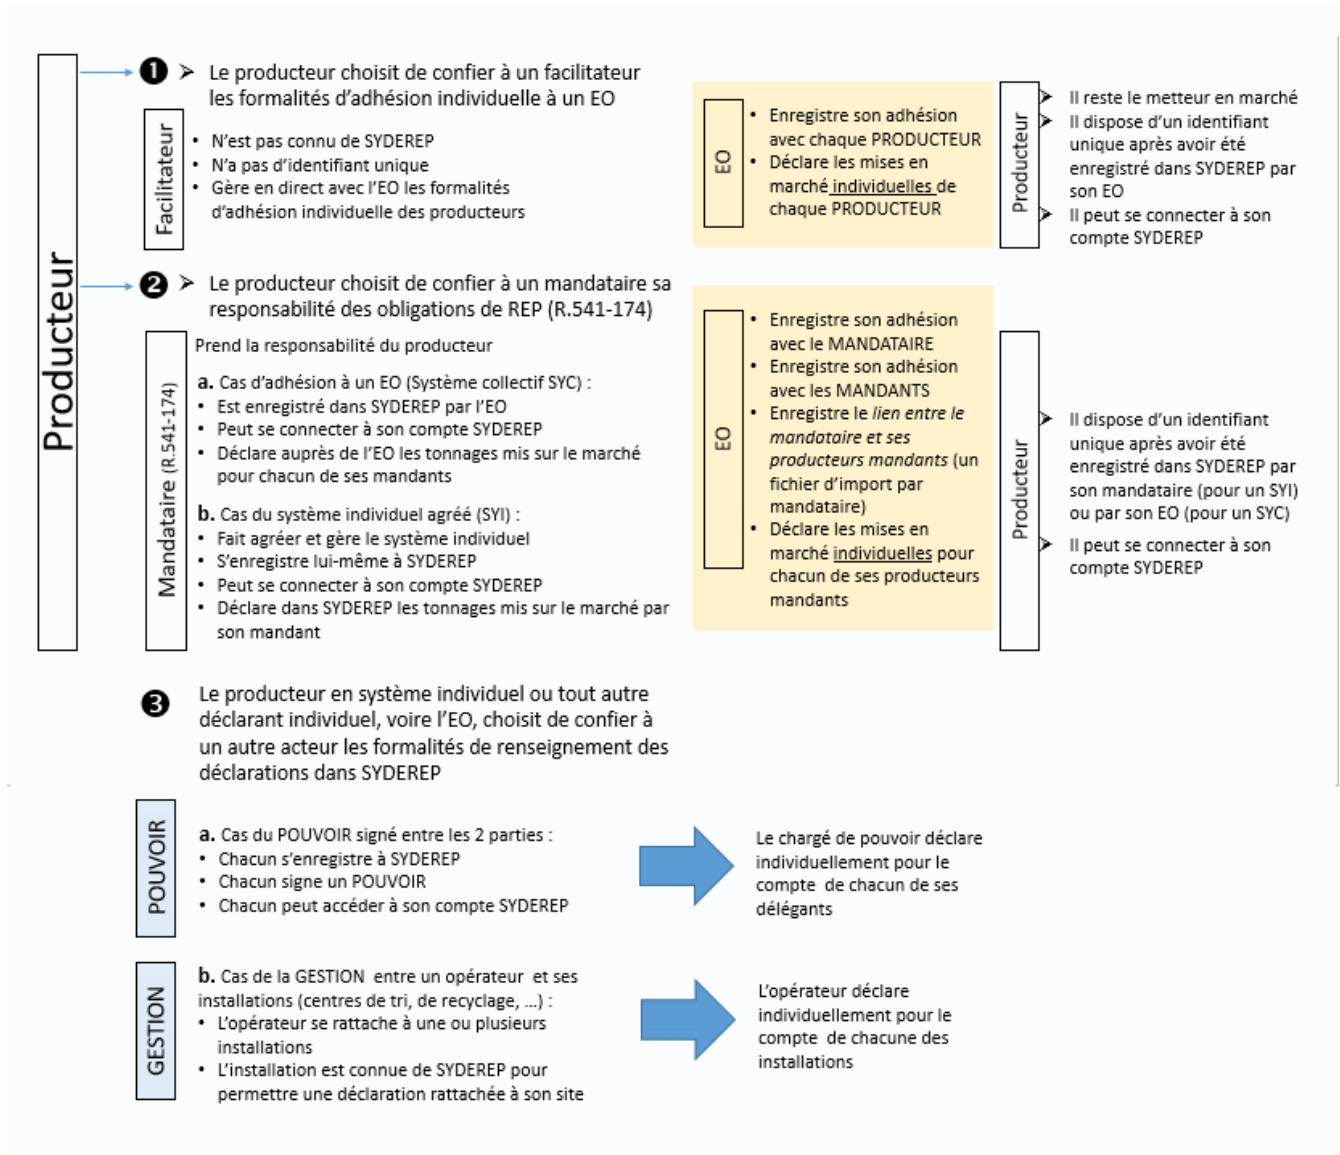 Producteur
❶ ➢ Le producteur choisit de confier à un facilitateur
les formalités d’adhésion individuelle à un EO
Facilitateur
• N’est pas connu de SYDEREP
• N’a pas d’identifiant unique
• Gère en direct avec l’EO les formalités
d’adhésion individuelle des producteurs
EO
• Enregistre son adhésion
avec chaque PRODUCTEUR
• Déclare les mises en
marché individuelles de
chaque PRODUCTEUR
Producteur
➢ Il reste le metteur en marché
➢ Il dispose d’un identifiant
unique après avoir été
enregistré dans SYDEREP par
son EO
➢ Il peut se connecter à son
compte SYDEREP
❷ ➢ Le producteur choisit de confier à un mandataire sa
responsabilité des obligations de REP (R.541-174)
Mandataire (R.541-174)
Prend la responsabilité du producteur
a. Cas d’adhésion à un EO (Système collectif SYC) :
• Est enregistré dans SYDEREP par l’EO
• Peut se connecter à son compte SYDEREP
• Déclare auprès de l’EO les tonnages mis sur le marché
pour chacun de ses mandants
b. Cas du système individuel agréé (SYI) :
• Fait agréer et gère le système individuel
• S’enregistre lui-même à SYDEREP
• Peut se connecter à son compte SYDEREP
• Déclare dans SYDEREP les tonnages mis sur le marché par
son mandant
EO
• Enregistre son adhésion
avec le MANDATAIRE
• Enregistre son adhésion
avec les MANDANTS
• Enregistre le lien entre le
mandataire et ses
producteurs mandants (un
fichier d’import par
mandataire)
• Déclare les mises en
marché individuelles pour
chacun de ses producteurs
mandants
Producteur
➢ Il dispose d’un identifiant
unique après avoir été
enregistré dans SYDEREP par
son mandataire (pour un SYI)
ou par son EO (pour un SYC)
➢ Il peut se connecter à son
compte SYDEREP
❸ Le producteur en système individuel ou tout autre
déclarant individuel, voire l’EO, choisit de confier à
un autre acteur les formalités de renseignement des
déclarations dans SYDEREP
POUVOIR
a. Cas du POUVOIR signé entre les 2 parties :
• Chacun s’enregistre à SYDEREP
• Chacun signe un POUVOIR
• Chacun peut accéder à son compte SYDEREP
Le chargé de pouvoir déclare
individuellement pour le
compte de chacun de ses
délégants
GESTION
b. Cas de la GESTION entre un opérateur et ses
installations (centres de tri, de recyclage, ...) :
• L’opérateur se rattache à une ou plusieurs
installations
• L’installation est connue de SYDEREP pour
permettre une déclaration rattachée à son site
L’opérateur déclare
individuellement pour le
compte de chacune des
installations